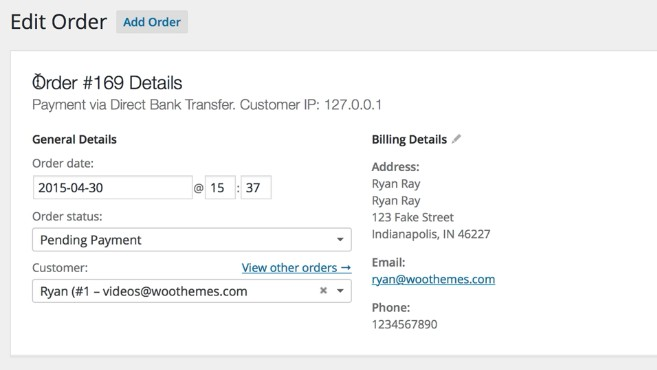 Edit Order Add Order
Order #169 Details
Payment via Direct Bank Transfer. Customer IP: 127.0.0.1
General Details
Order date:
2015-04-30 @ 15 : 37
Order status:
Pending Payment
Customer: View other orders →
Ryan (#1 – videos@woothemes.com × 
Billing Details
Address:
Ryan Ray
Ryan Ray
123 Fake Street
Indianapolis, IN 46227
Email:
ryan@woothemes.com
Phone:
1234567890